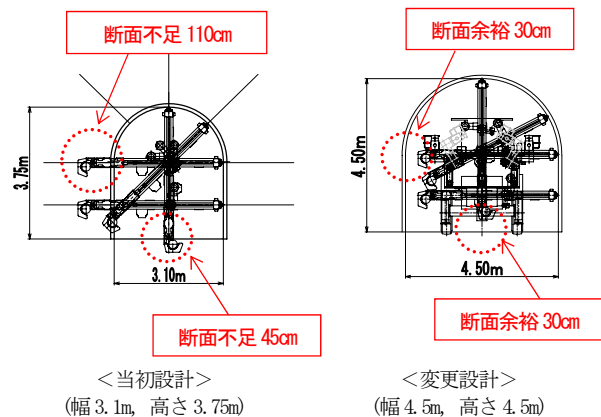 断面不足 110㎝
断面余裕 30㎝
3.75m
4.50m
3.10m
4.50m
断面不足 45㎝
断面余裕 30㎝
＜当初設計＞
＜変更設計＞
(幅 3.1m, 高さ 3.75m)
(幅 4.5m, 高さ 4.5m)